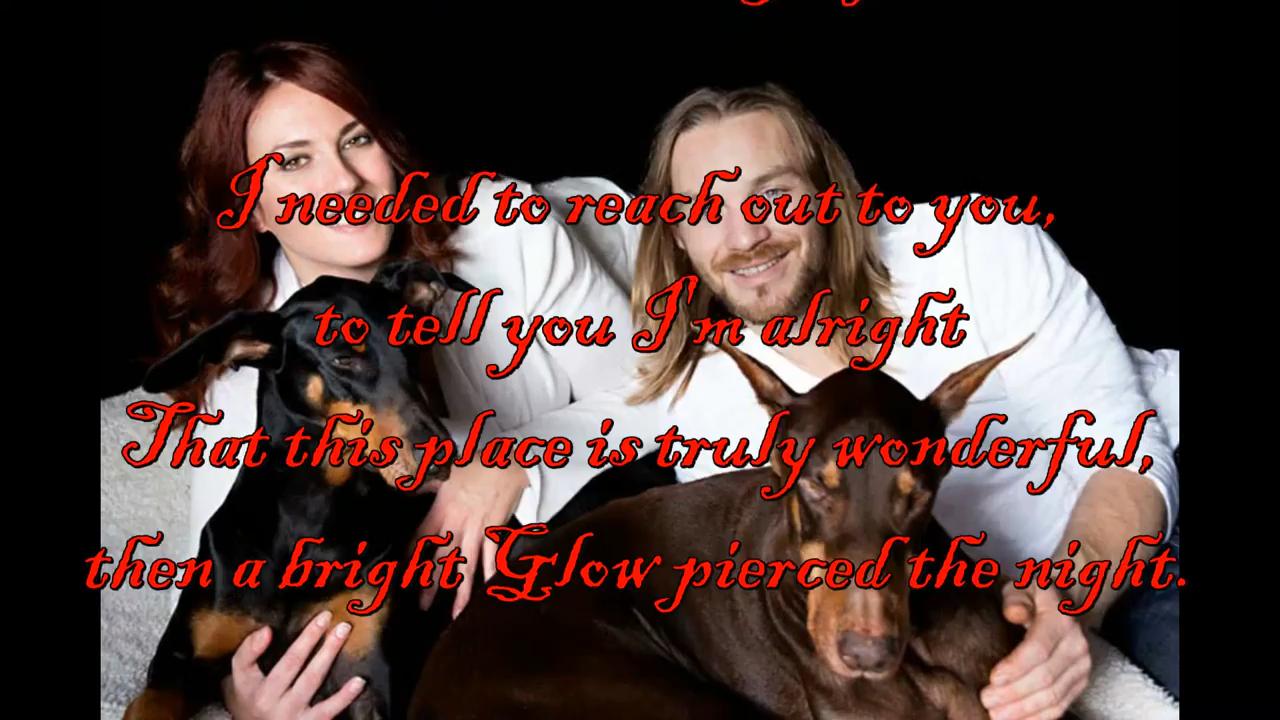 I needed to reach out to you,
to tell you I'm alright
That this place is truly wonderful,
then a bright Glow pierced the night.